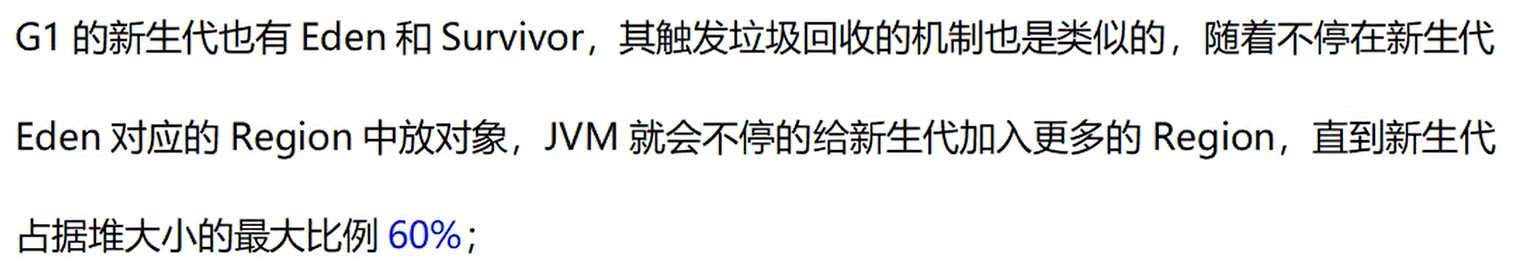 G1 的新生代也有 Eden 和 Survivor，其触发垃圾回收的机制也是类似的，随着不停在新生代
Eden 对应的 Region 中放对象，JVM 就会不停的给新生代加入更多的 Region，直到新生代
占据堆大小的最大比例 60%；